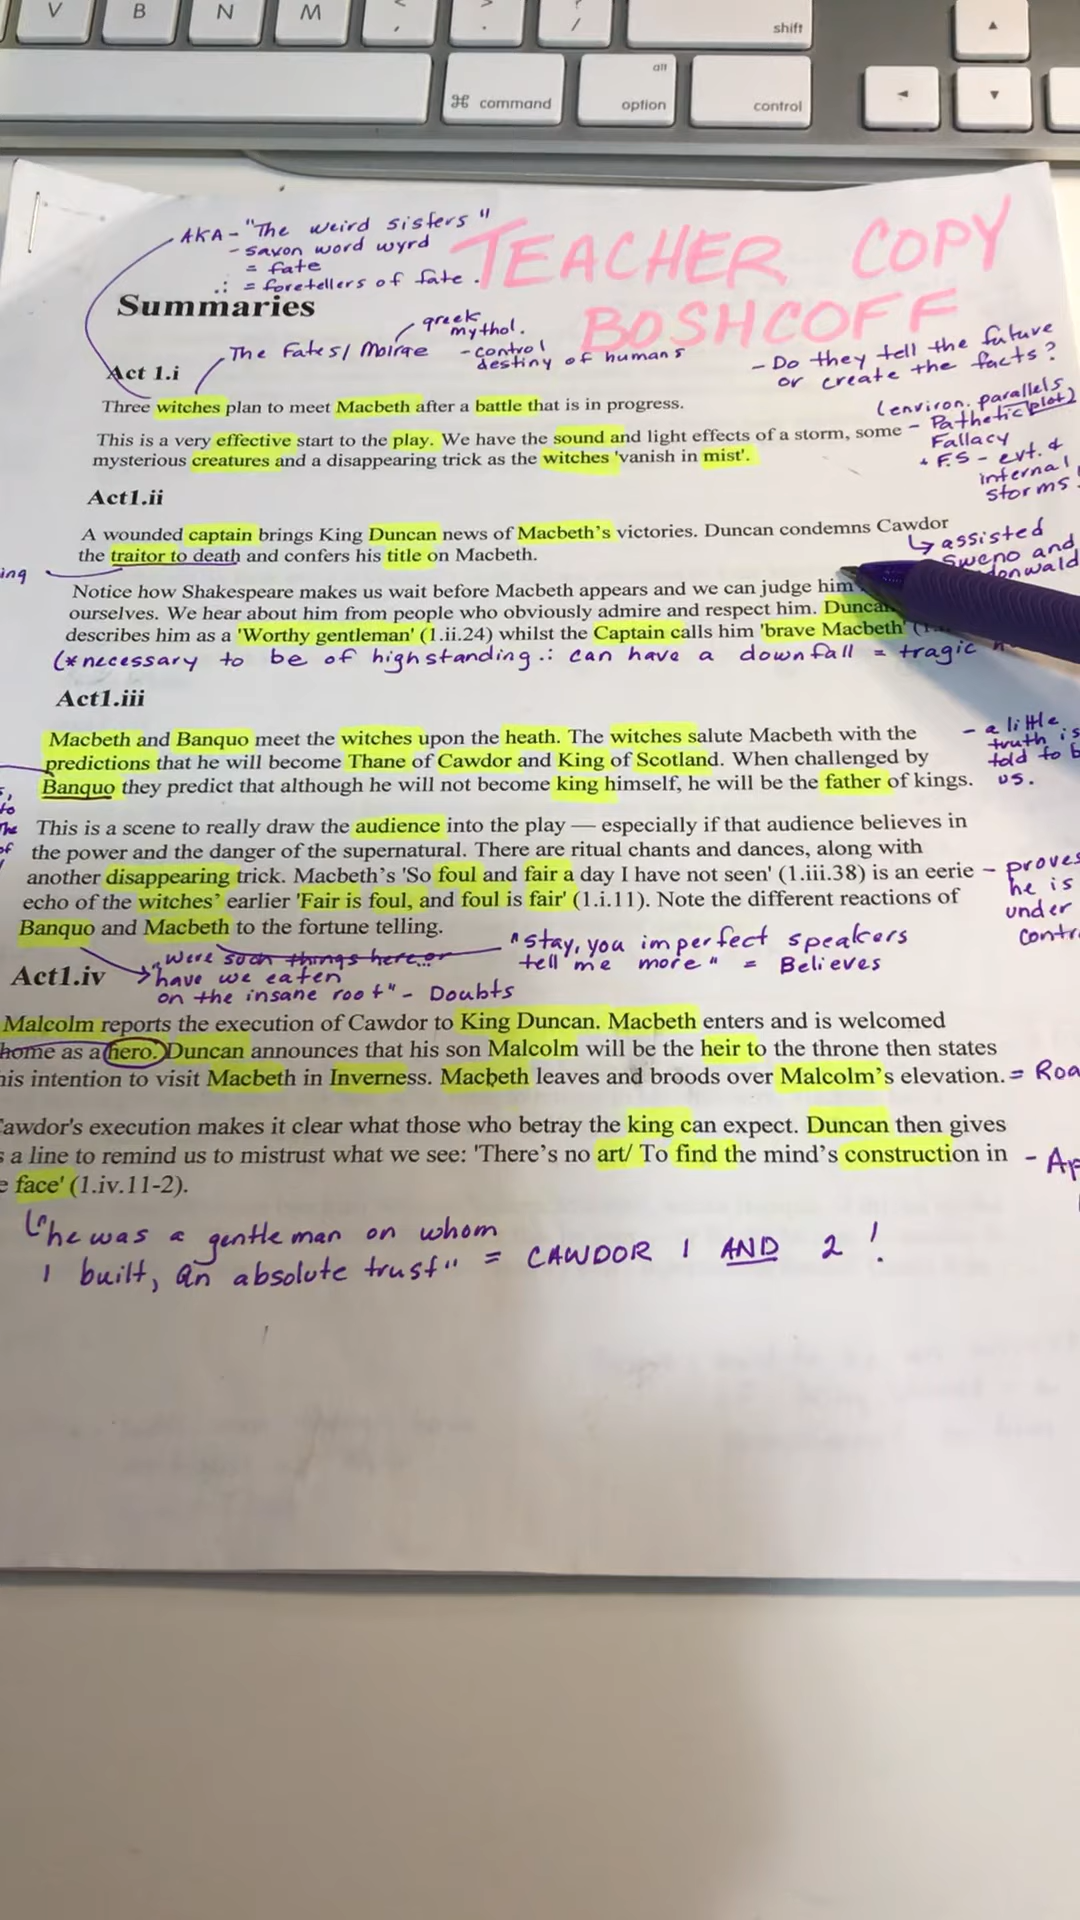 V B N M < , > . ? / shift
⌘ command
alt
option
control
◄ ▲ ▼
AKA - "The weird sisters"
- saxon word wyrd
= fate
∴ = foretellers of fate.
TEACHER COPY
BOSHCOFF
Summaries
greek
mythol.
The Fates/ Moirae - control
destiny of humans
- Do they tell the future
or create the facts?
Act 1.i
Three witches plan to meet Macbeth after a battle that is in progress.
(environ. parallels
plot)
- Pathetic
Fallacy
+ F.S - ext. &
internal
storms!
This is a very effective start to the play. We have the sound and light effects of a storm, some
mysterious creatures and a disappearing trick as the witches 'vanish in mist'.
Act1.ii
A wounded captain brings King Duncan news of Macbeth's victories. Duncan condemns Cawdor
the traitor to death and confers his title on Macbeth.
↳ assisted
Sweno and
ing
Notice how Shakespeare makes us wait before Macbeth appears and we can judge him
ourselves. We hear about him from people who obviously admire and respect him. Duncan
describes him as a 'Worthy gentleman' (1.ii.24) whilst the Captain calls him 'brave Macbeth'
(*necessary to be of high standing ∴ can have a downfall = tragic
Act1.iii
Macbeth and Banquo meet the witches upon the heath. The witches salute Macbeth with the
predictions that he will become Thane of Cawdor and King of Scotland. When challenged by
Banquo they predict that although he will not become king himself, he will be the father of kings.
- a little
truth is
told to
us.
to
of
This is a scene to really draw the audience into the play — especially if that audience believes in
the power and the danger of the supernatural. There are ritual chants and dances, along with
another disappearing trick. Macbeth's 'So foul and fair a day I have not seen' (1.iii.38) is an eerie
echo of the witches' earlier 'Fair is foul, and foul is fair' (1.i.11). Note the different reactions of
Banquo and Macbeth to the fortune telling.
- proves
he is
under
"stay, you imperfect speakers
tell me more" = Believes
"were such things here...or
have we eaten
on the insane root" - Doubts
Act1.iv
Malcolm reports the execution of Cawdor to King Duncan. Macbeth enters and is welcomed
home as a hero. Duncan announces that his son Malcolm will be the heir to the throne then states
his intention to visit Macbeth in Inverness. Macbeth leaves and broods over Malcolm's elevation. =
Cawdor's execution makes it clear what those who betray the king can expect. Duncan then gives
a line to remind us to mistrust what we see: 'There's no art/ To find the mind's construction in
face' (1.iv.11-2).
"he was a gentleman on whom
I built, an absolute trust" = CAWDOR 1 AND 2!